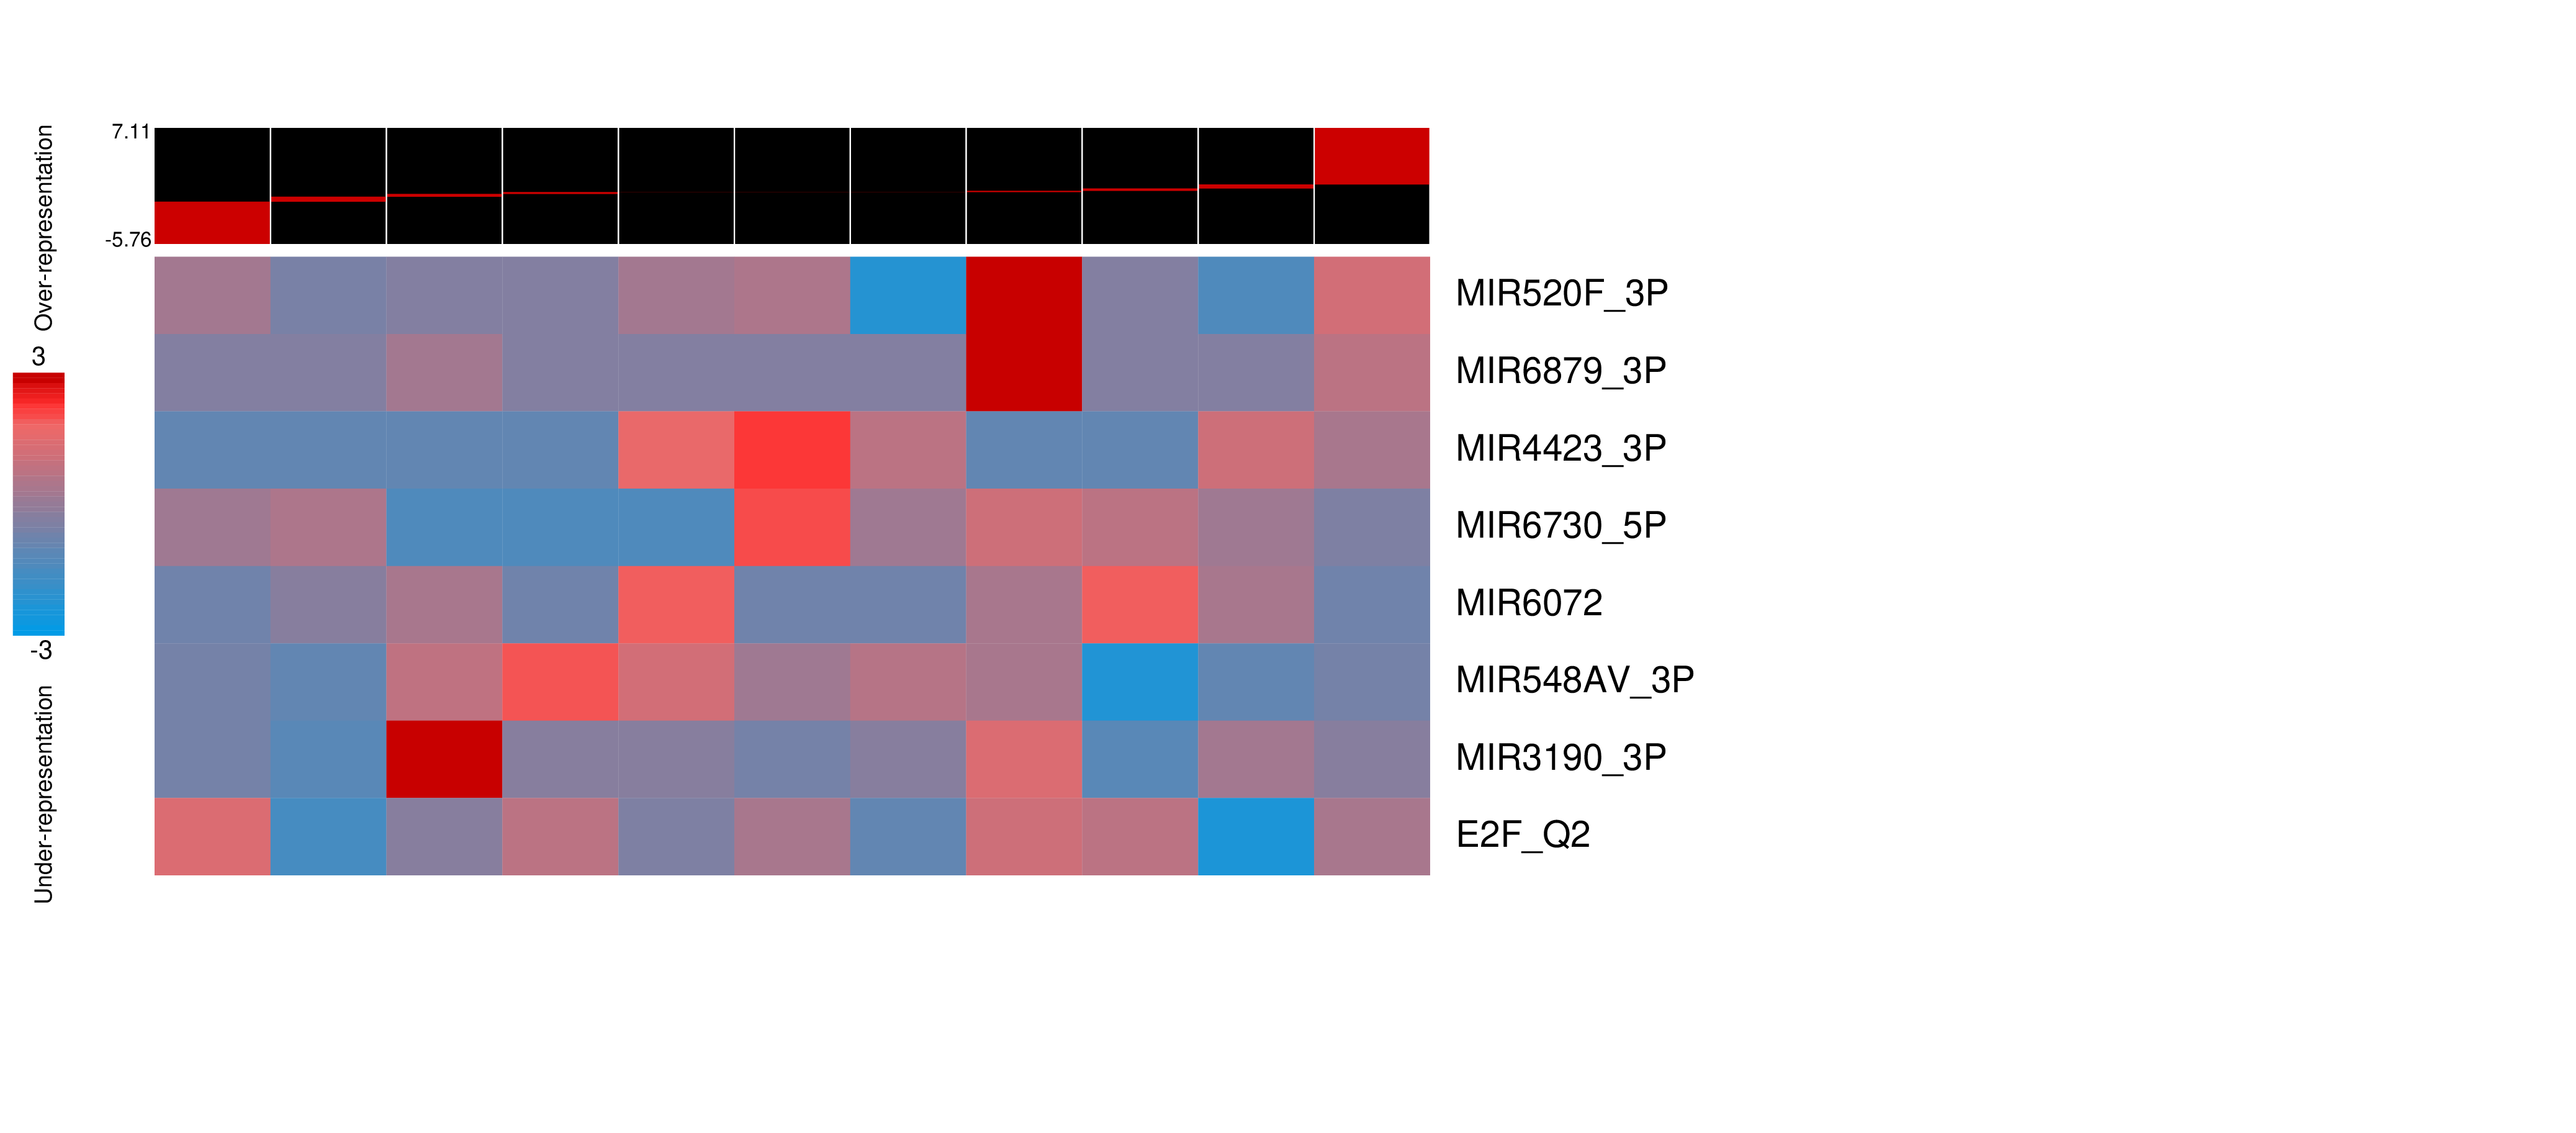 Over-representation
7.11
-5.76
3
-3
Under-representation
MIR520F_3P
MIR6879_3P
MIR4423_3P
MIR6730_5P
MIR6072
MIR548AV_3P
MIR3190_3P
E2F_Q2